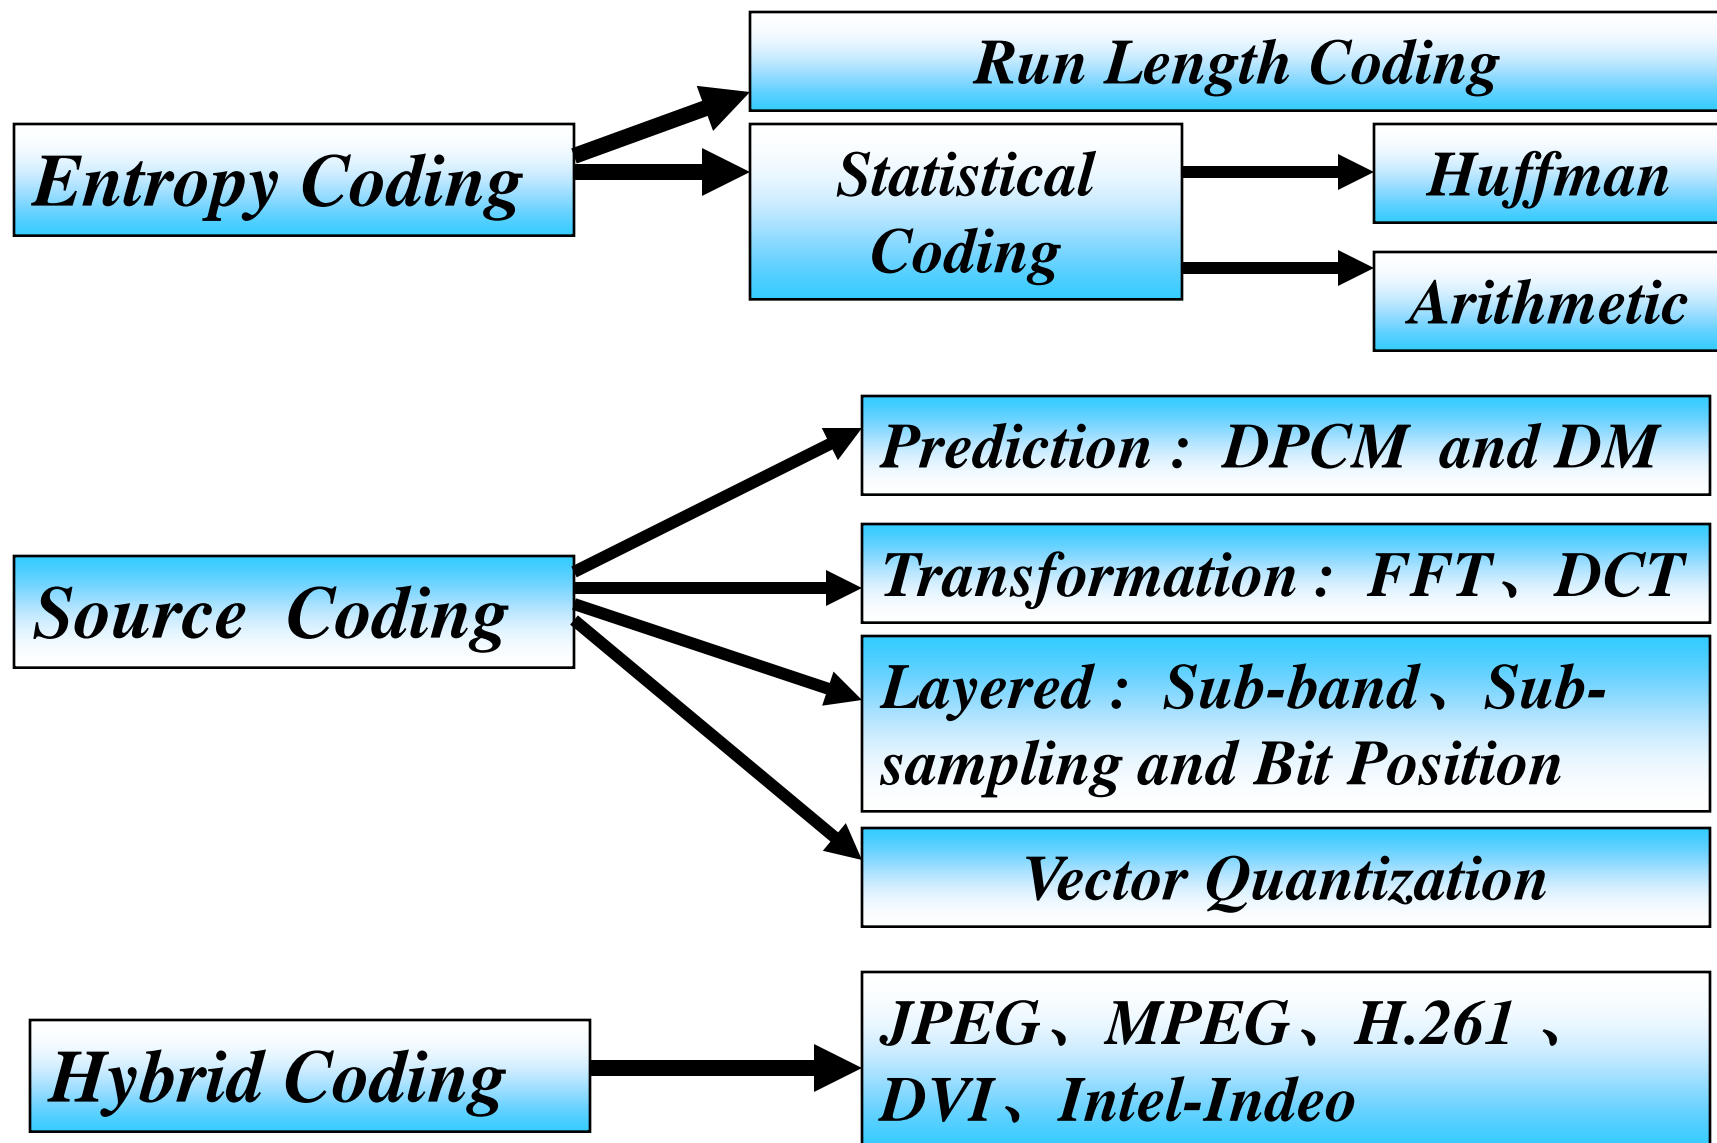 Run Length Coding
Entropy Coding
Statistical
Coding
Huffman
Arithmetic
Prediction : DPCM and DM
Source Coding
Transformation : FFT、DCT
Layered : Sub-band、Sub-
sampling and Bit Position
Vector Quantization
Hybrid Coding
JPEG、MPEG、H.261 、
DVI、Intel-Indeo